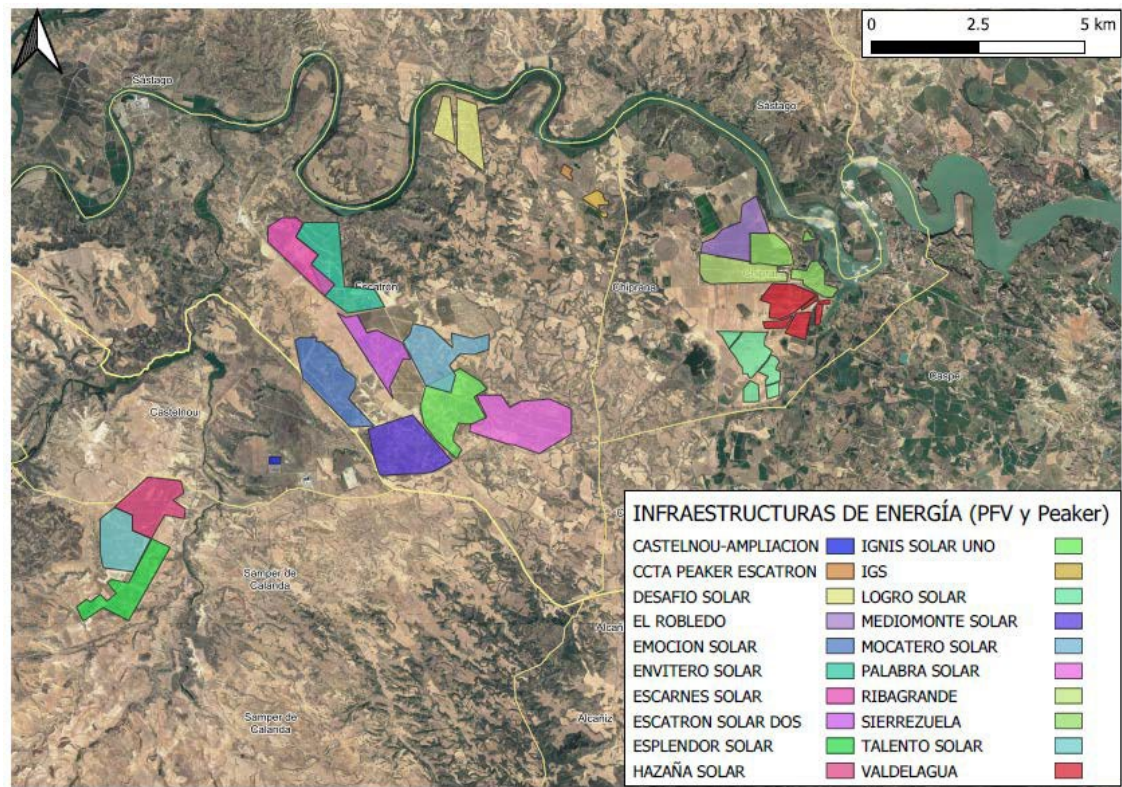 0 2.5 5 km
Sástago
Sástago
Escatrón
Chiprana
Caspe
Castelnou
Samper de
Calanda
Alcañiz
Samper de
Calanda
INFRAESTRUCTURAS DE ENERGÍA (PFV y Peaker)
CASTELNOU-AMPLIACION IGNIS SOLAR UNO
CCTA PEAKER ESCATRON IGS
DESAFIO SOLAR LOGRO SOLAR
EL ROBLEDO MEDIOMONTE SOLAR
EMOCION SOLAR MOCATERO SOLAR
ENVITERO SOLAR PALABRA SOLAR
ESCARNES SOLAR RIBAGRANDE
ESCATRON SOLAR DOS SIERREZUELA
ESPLENDOR SOLAR TALENTO SOLAR
HAZAÑA SOLAR VALDELAGUA